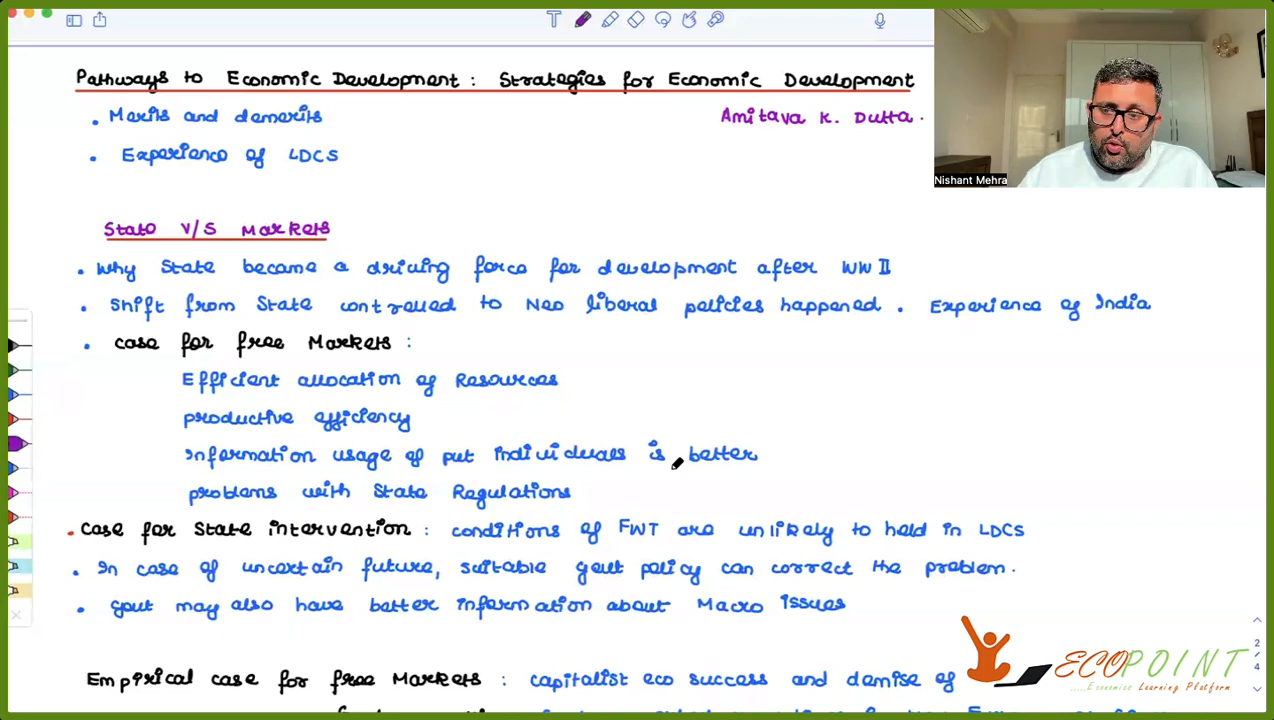 Pathways to Economic Development : Strategies for Economic Development
• Merits and demerits
Amitava K. Dutta .
• Experience of LDCS
Nishant Mehra
State V/S Markets
• Why State became a driving force for development after WW II
• Shift from State controlled to Neo liberal policies happened . Experience of India
• case for free Markets :
Efficient allocation of Resources
productive efficiency
information usage of pvt individuals is better
problems with State Regulations
• Case for State intervention : conditions of FWT are unlikely to hold in LDCs
• In case of uncertain future, suitable govt policy can correct the problem .
• govt may also have better information about Macro issues
Empirical case for free Markets : capitalist eco success and demise of
ECOPOINT
.....Economics Learning Platform
2
4